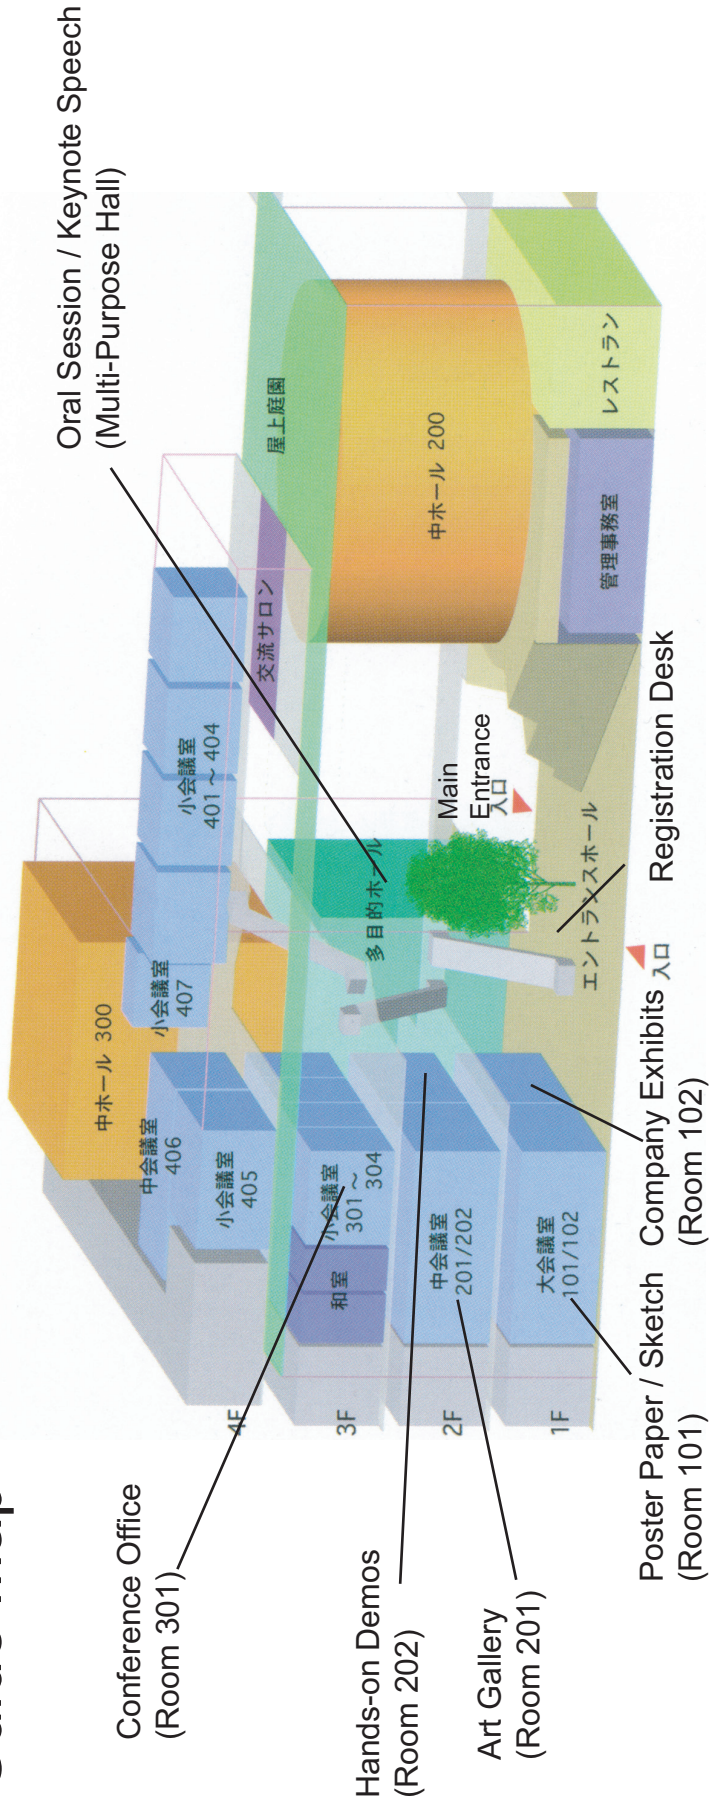 Oral Session / Keynote Speech
(Multi-Purpose Hall)
Conference Office
(Room 301)
中ホール 300
中会議室
406
小会議室
407
小会議室
401～404
小会議室
405
4F
交流サロン
屋上庭園
小会議室
301～
304
和室
3F
多目的ホール
中ホール 200
Hands-on Demos
(Room 202)
中会議室
201/202
2F
Main
Entrance
入口
Art Gallery
(Room 201)
大会議室
101/102
1F
エントランスホール
管理事務室
レストラン
入口
Registration Desk
Poster Paper / Sketch
(Room 101)
Company Exhibits
(Room 102)